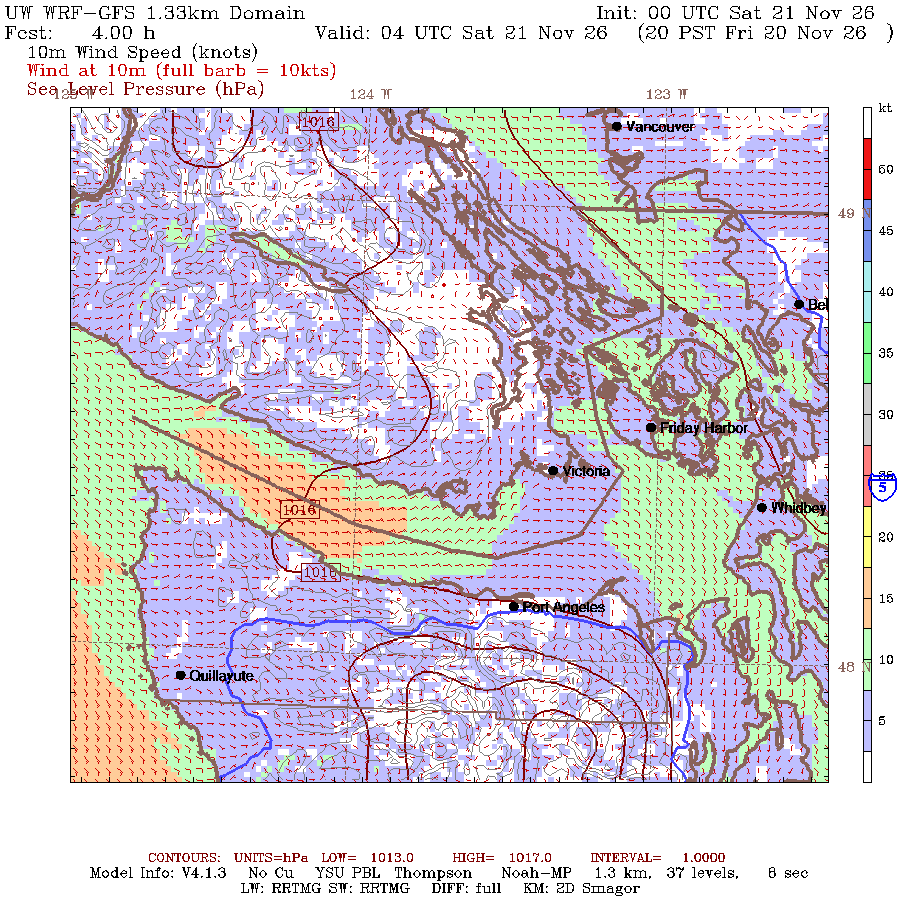 UW WRF-GFS 1.33km Domain Init: 00 UTC Sat 21 Nov 26
Fcst: 4.00 h Valid: 04 UTC Sat 21 Nov 26 (20 PST Fri 20 Nov 26 )
10m Wind Speed (knots)
Wind at 10m (full barb = 10kts)
Sea Level Pressure (hPa)
125 W 124 W 123 W
kt
1016
Vancouver
60
49 N
45
Bel
40
35
30
Friday Harbor
Victoria
25
5
1016
Whidbey
20
1016
15
Port Angeles
10
48 N
Quillayute
5
CONTOURS: UNITS=hPa LOW= 1013.0 HIGH= 1017.0 INTERVAL= 1.0000
Model Info: V4.1.3 No Cu YSU PBL Thompson Noah-MP 1.3 km, 37 levels, 8 sec
LW: RRTMG SW: RRTMG DIFF: full KM: 2D Smagor